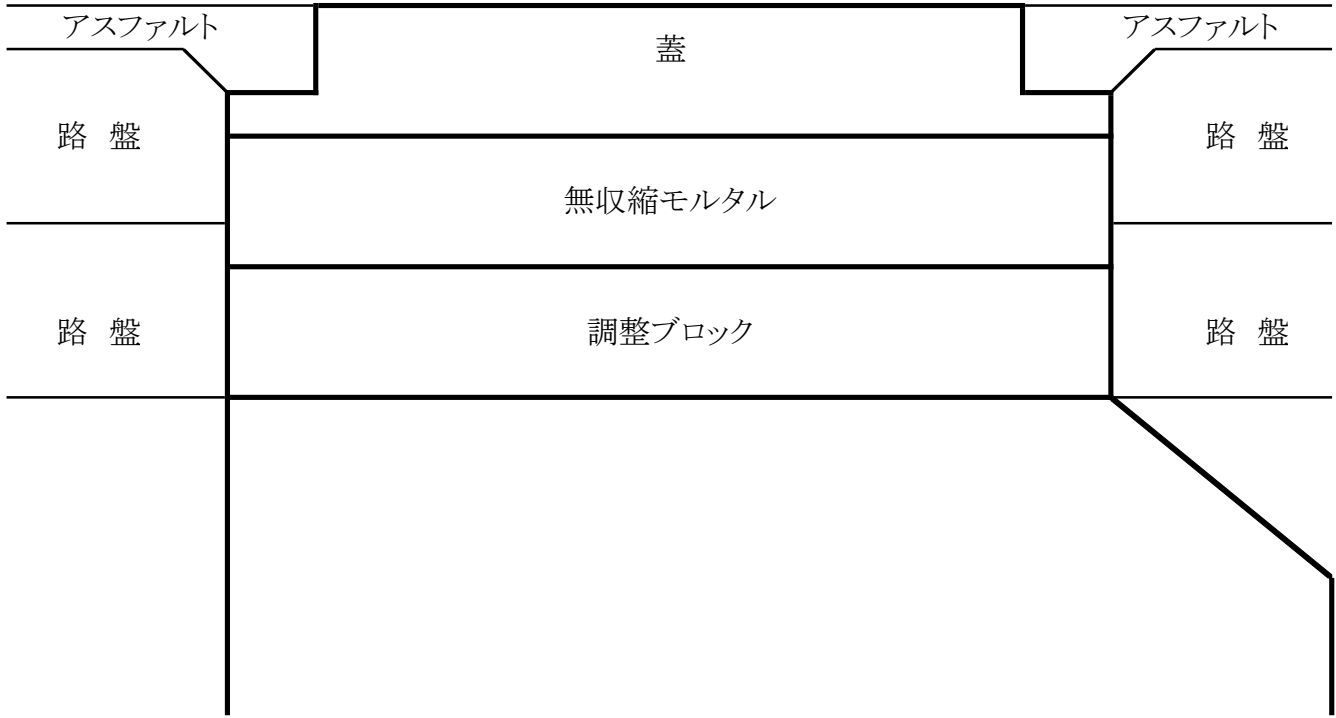 アスファルト
蓋
アスファルト
路 盤
路 盤
無収縮モルタル
路 盤
調整ブロック
路 盤